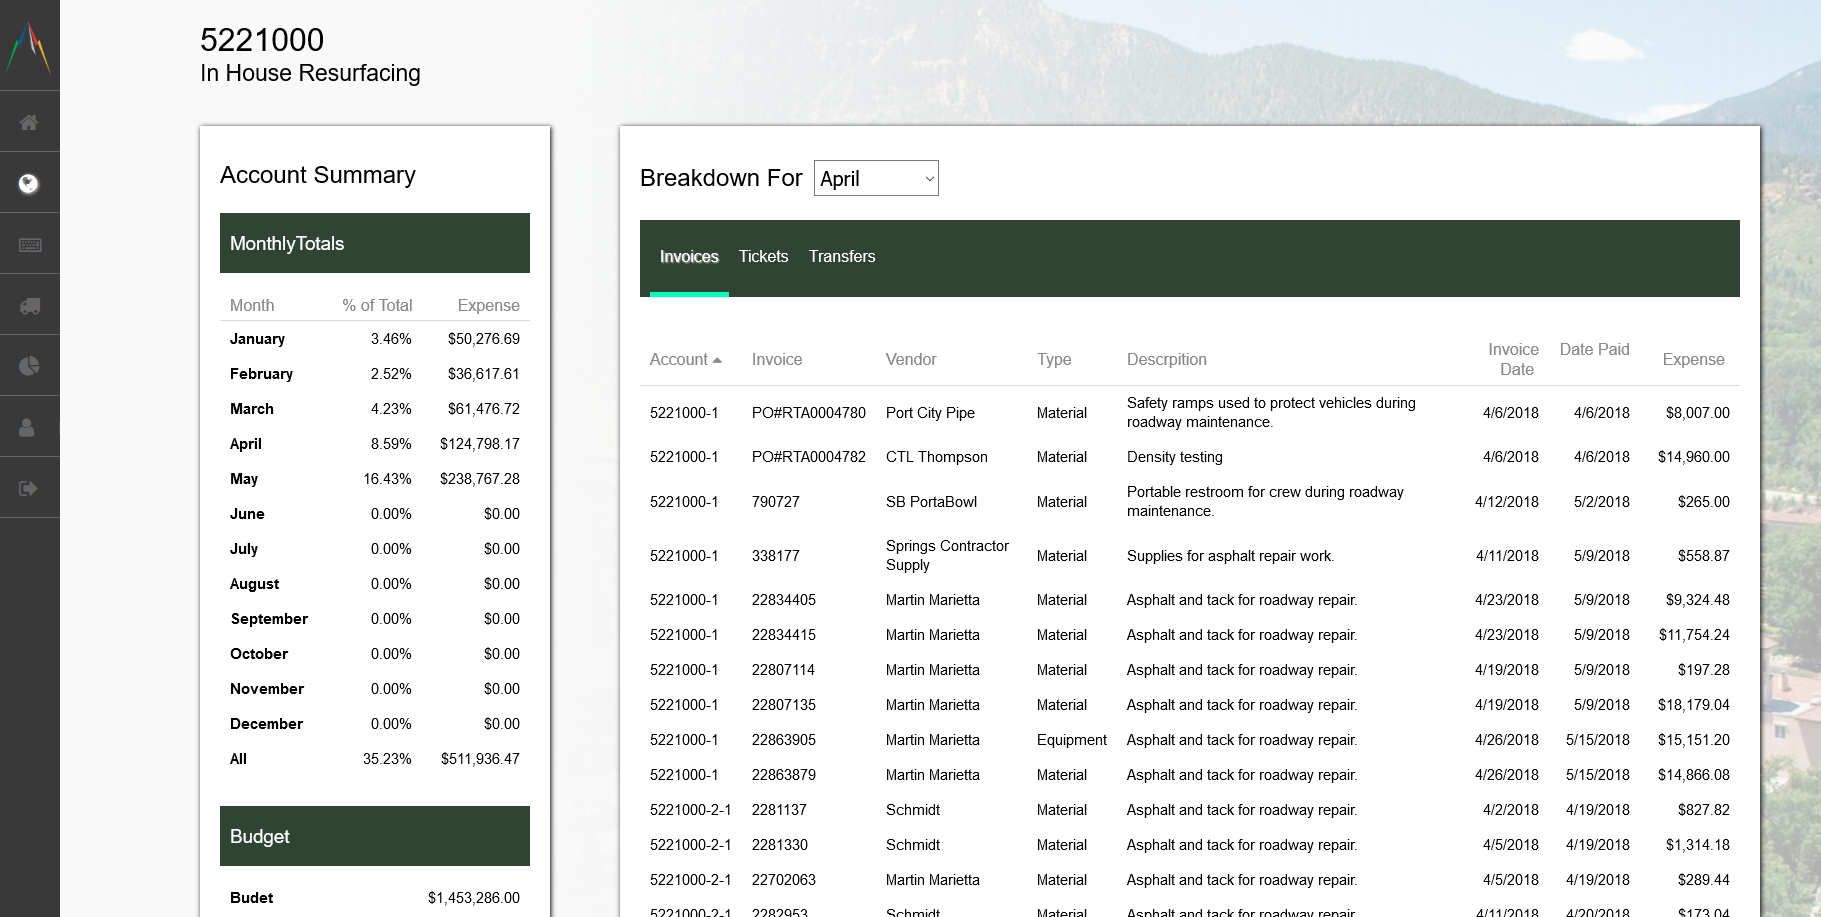 5221000
In House Resurfacing
Account Summary
MonthlyTotals
Month % of Total Expense
January 3.46% $50,276.69
February 2.52% $36,617.61
March 4.23% $61,476.72
April 8.59% $124,798.17
May 16.43% $238,767.28
June 0.00% $0.00
July 0.00% $0.00
August 0.00% $0.00
September 0.00% $0.00
October 0.00% $0.00
November 0.00% $0.00
December 0.00% $0.00
All 35.23% $511,936.47
Budget
Budet $1,453,286.00
Breakdown For April
Invoices Tickets Transfers
Account Invoice Vendor Type Descrpition Invoice Date Date Paid Expense
5221000-1 PO#RTA0004780 Port City Pipe Material Safety ramps used to protect vehicles during roadway maintenance. 4/6/2018 4/6/2018 $8,007.00
5221000-1 PO#RTA0004782 CTL Thompson Material Density testing 4/6/2018 4/6/2018 $14,960.00
5221000-1 790727 SB PortaBowl Material Portable restroom for crew during roadway maintenance. 4/12/2018 5/2/2018 $265.00
5221000-1 338177 Springs Contractor Supply Material Supplies for asphalt repair work. 4/11/2018 5/9/2018 $558.87
5221000-1 22834405 Martin Marietta Material Asphalt and tack for roadway repair. 4/23/2018 5/9/2018 $9,324.48
5221000-1 22834415 Martin Marietta Material Asphalt and tack for roadway repair. 4/23/2018 5/9/2018 $11,754.24
5221000-1 22807114 Martin Marietta Material Asphalt and tack for roadway repair. 4/19/2018 5/9/2018 $197.28
5221000-1 22807135 Martin Marietta Material Asphalt and tack for roadway repair. 4/19/2018 5/9/2018 $18,179.04
5221000-1 22863905 Martin Marietta Equipment Asphalt and tack for roadway repair. 4/26/2018 5/15/2018 $15,151.20
5221000-1 22863879 Martin Marietta Material Asphalt and tack for roadway repair. 4/26/2018 5/15/2018 $14,866.08
5221000-2-1 2281137 Schmidt Material Asphalt and tack for roadway repair. 4/2/2018 4/19/2018 $827.82
5221000-2-1 2281330 Schmidt Material Asphalt and tack for roadway repair. 4/5/2018 4/19/2018 $1,314.18
5221000-2-1 22702063 Martin Marietta Material Asphalt and tack for roadway repair. 4/5/2018 4/19/2018 $289.44
5221000-2-1 2282953 Schmidt Material Asphalt and tack for roadway repair. 4/11/2018 4/20/2018 $173.04